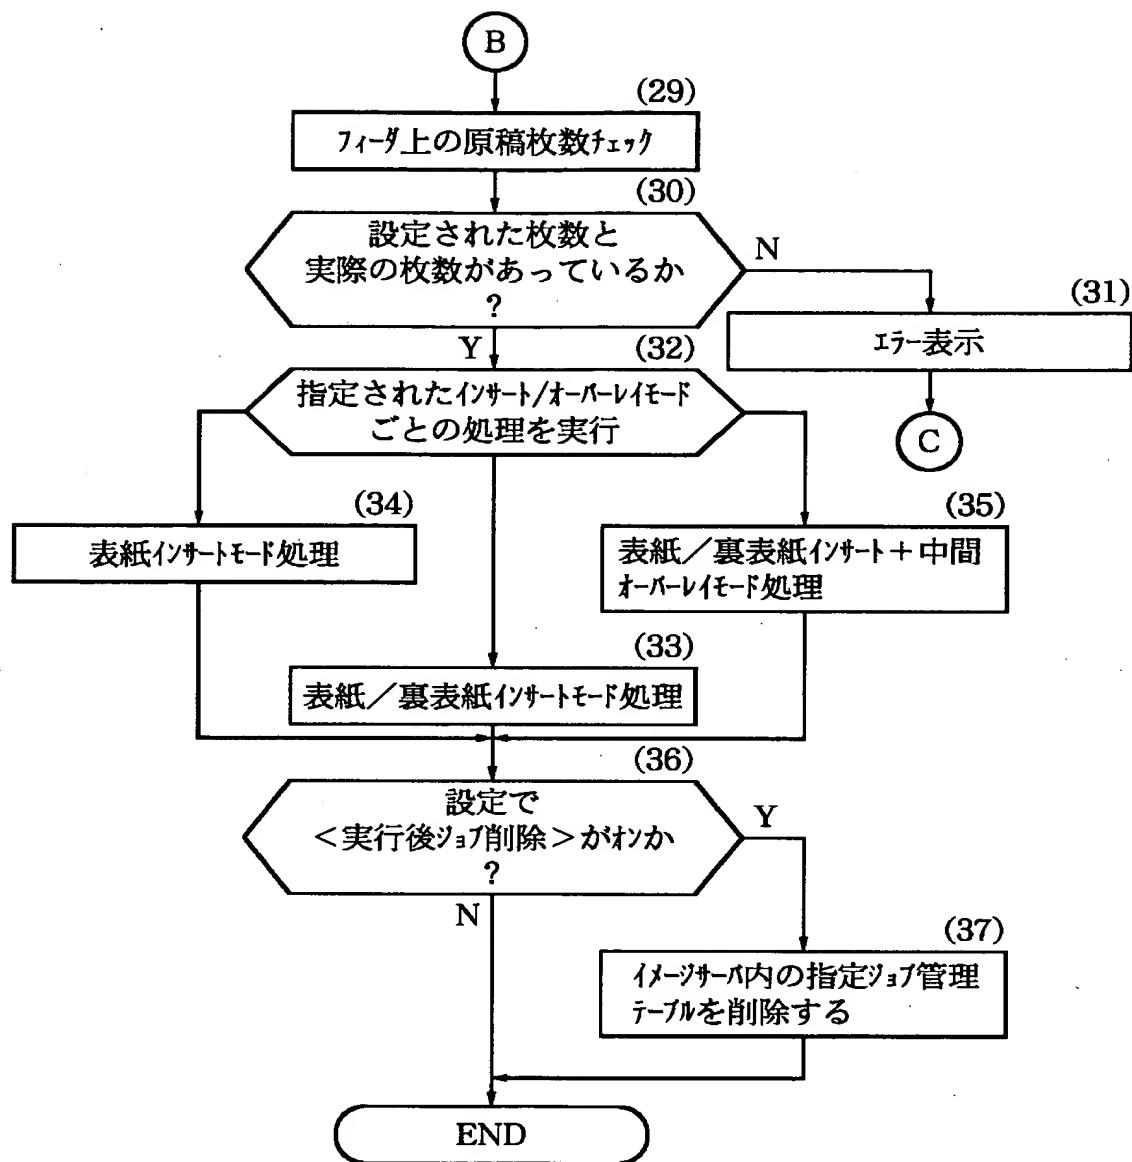 B
(29)
フィーダ上の原稿枚数チェック
(30)
設定された枚数と
実際の枚数があっているか
?
N
Y
(31)
エラー表示
C
(32)
指定されたインサート/オーバーレイモード
ごとの処理を実行
(34)
表紙インサートモード処理
(35)
表紙／裏表紙インサート＋中間
オーバーレイモード処理
(33)
表紙／裏表紙インサートモード処理
(36)
設定で
＜実行後ジョブ削除＞がオンか
?
Y
N
(37)
イメージサーバ内の指定ジョブ管理
テーブルを削除する
END